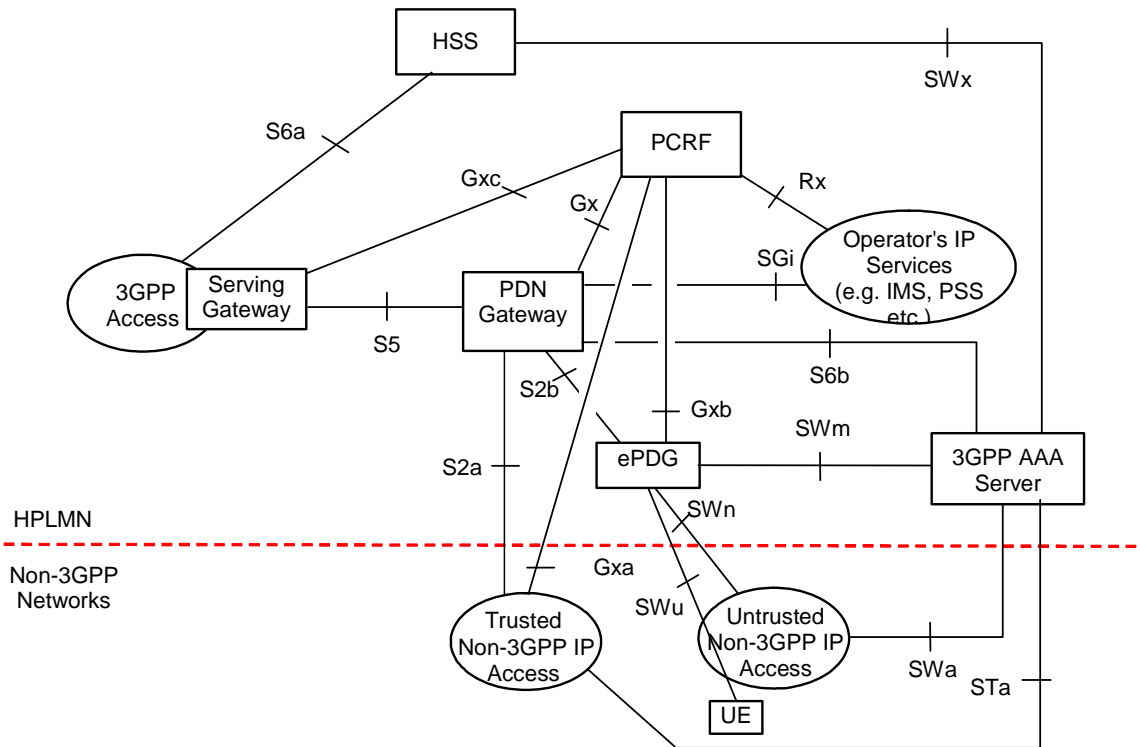 HSS
SWx
S6a
PCRF
Gxc
Rx
Gx
Operator's IP
Services
(e.g. IMS, PSS
etc.)
SGi
3GPP
Access
Serving
Gateway
PDN
Gateway
S5
S6b
S2b
Gxb
SWm
S2a
ePDG
3GPP AAA
Server
SWn
HPLMN
Non-3GPP
Networks
Gxa
SWu
Trusted
Non-3GPP IP
Access
Untrusted
Non-3GPP IP
Access
SWa
STa
UE